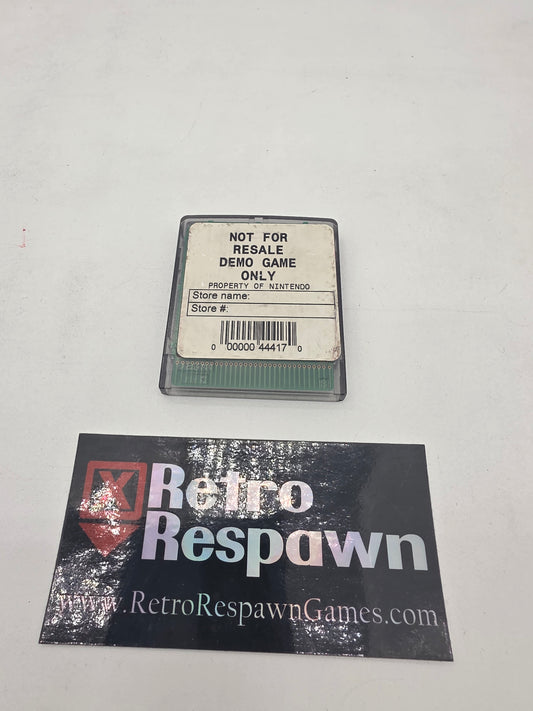 NOT FOR
RESALE
DEMO GAME
ONLY
PROPERTY OF NINTENDO
Store name:
Store #:
0 00000 44417 0
Retro
Respawn
www.RetroRespawnGames.com